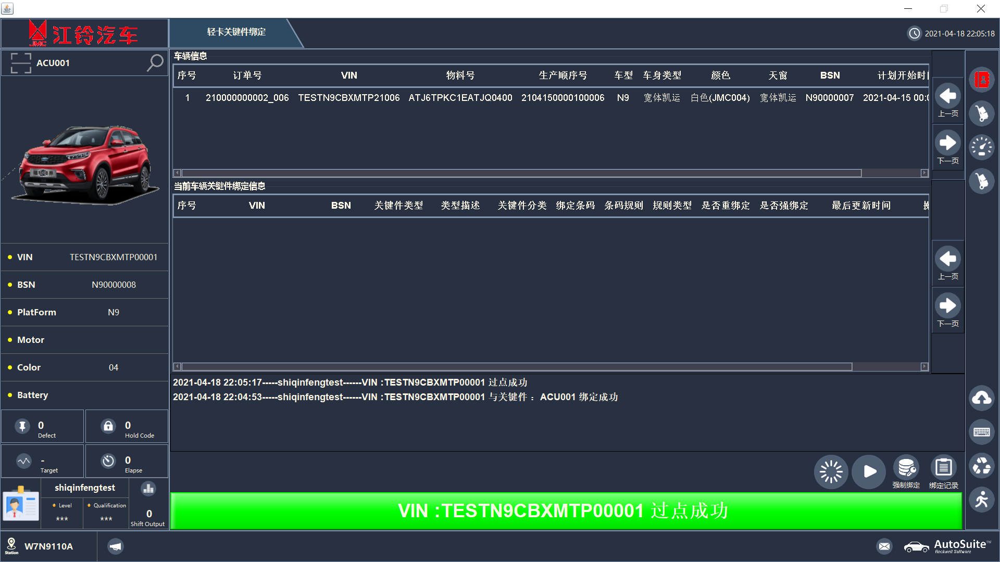 JMC 江铃汽车
轻卡关键件绑定
2021-04-18 22:05:18
ACU001
车辆信息
序号 订单号 VIN 物料号 生产顺序号 车型 车身类型 颜色 天窗 BSN 计划开始时
1 210000000002_006 TESTN9CBXMTP21006 ATJ6TPKC1EATJQ0400 2104150000100006 N9 宽体凯运 白色(JMC004) 宽体凯运 N90000007 2021-04-15 00:
上一页
下一页
当前车辆关键件绑定信息
序号 VIN BSN 关键件类型 类型描述 关键件分类 绑定条码 条码规则 规则类型 是否重绑定 是否强绑定 最后更新时间
上一页
下一页
VIN TESTN9CBXMTP00001
BSN N90000008
PlatForm N9
Motor
Color 04
Battery
0 Defect
0 Hold Code
- Target
0 Elapse
2021-04-18 22:05:17-----shiqinfengtest------VIN :TESTN9CBXMTP00001 过点成功
2021-04-18 22:04:53-----shiqinfengtest------VIN :TESTN9CBXMTP00001 与关键件 : ACU001 绑定成功
强制绑定
绑定记录
shiqinfengtest
Level
***
Qualification
***
0
Shift Output
VIN :TESTN9CBXMTP00001 过点成功
Station W7N9110A
AutoSuite™
Rockwell Software